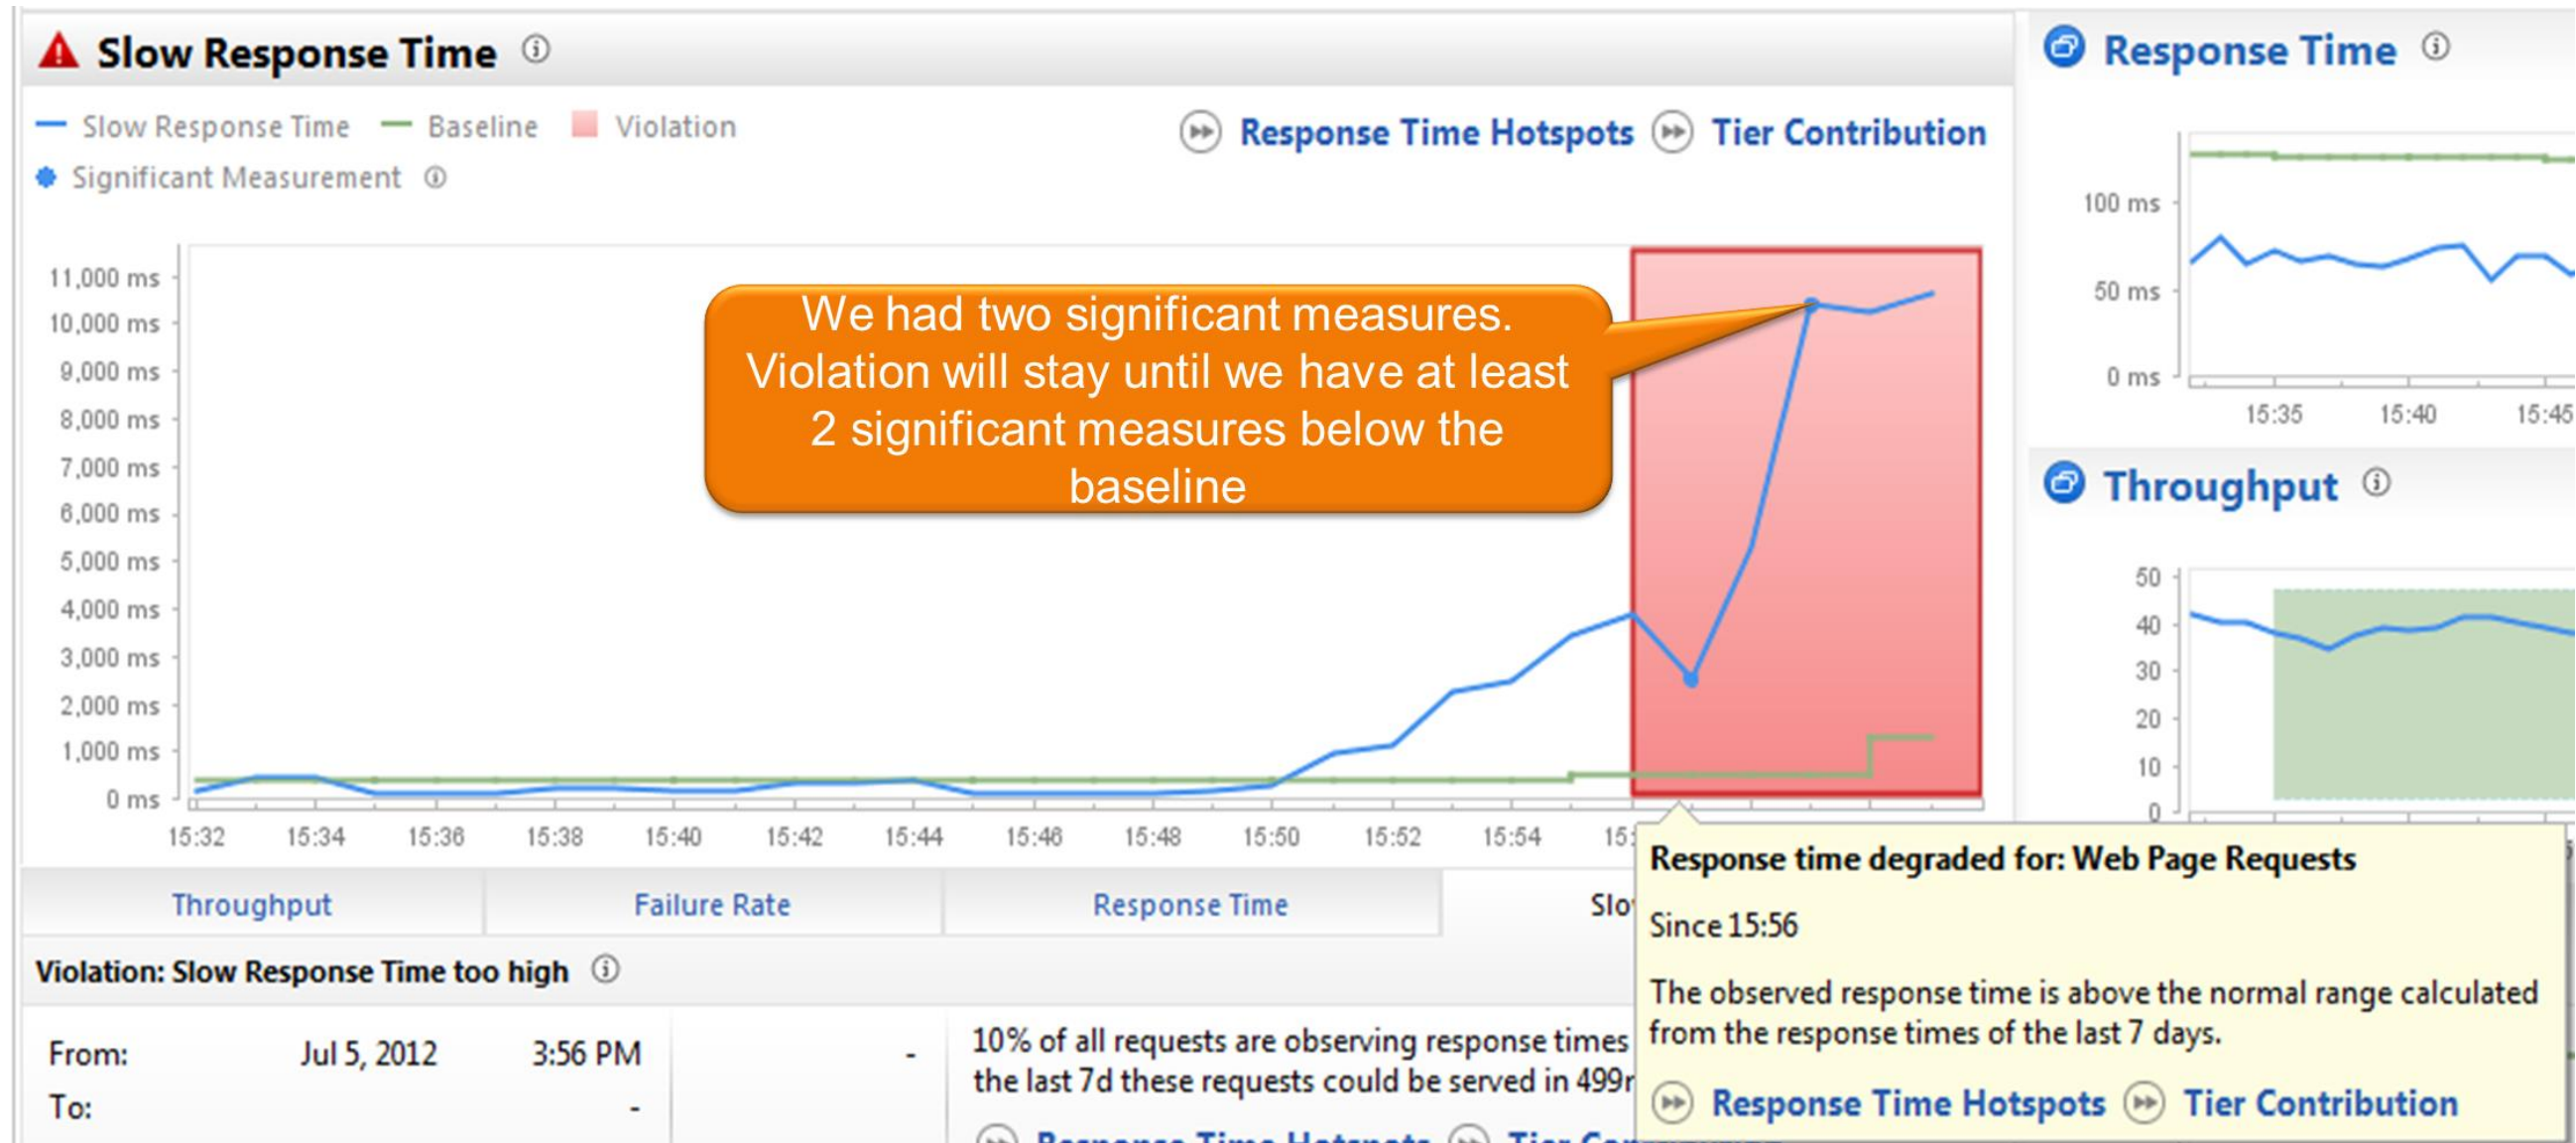 Slow Response Time
Slow Response Time Baseline Violation
Significant Measurement
Response Time Hotspots Tier Contribution
11,000 ms
10,000 ms
9,000 ms
8,000 ms
7,000 ms
6,000 ms
5,000 ms
4,000 ms
3,000 ms
2,000 ms
1,000 ms
0 ms
We had two significant measures.
Violation will stay until we have at least
2 significant measures below the
baseline
15:32 15:34 15:36 15:38 15:40 15:42 15:44 15:46 15:48 15:50 15:52 15:54
Throughput Failure Rate Response Time
Violation: Slow Response Time too high
From: Jul 5, 2012 3:56 PM -
To: -
10% of all requests are observing response times
the last 7d these requests could be served in
Response Time Hotspots
Response Time
100 ms
50 ms
0 ms
15:35 15:40 15:45
Throughput
50
40
30
20
10
0
Response time degraded for: Web Page Requests
Since 15:56
The observed response time is above the normal range calculated
from the response times of the last 7 days.
Response Time Hotspots Tier Contribution